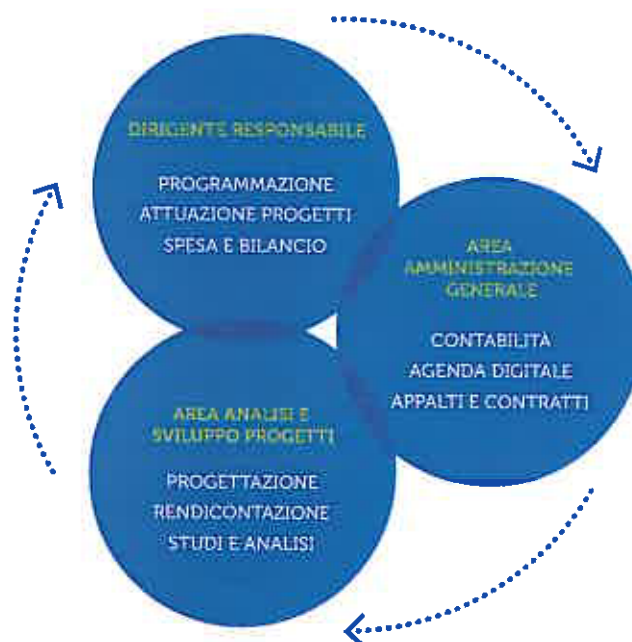 DIRIGENTE RESPONSABILE
PROGRAMMAZIONE
ATTUAZIONE PROGETTI
SPESA E BILANCIO
AREA
AMMINISTRAZIONE
GENERALE
CONTABILITÀ
AGENDA DIGITALE
APPALTI E CONTRATTI
AREA ANALISI E
SVILUPPO PROGETTI
PROGETTAZIONE
RENDICONTAZIONE
STUDI E ANALISI